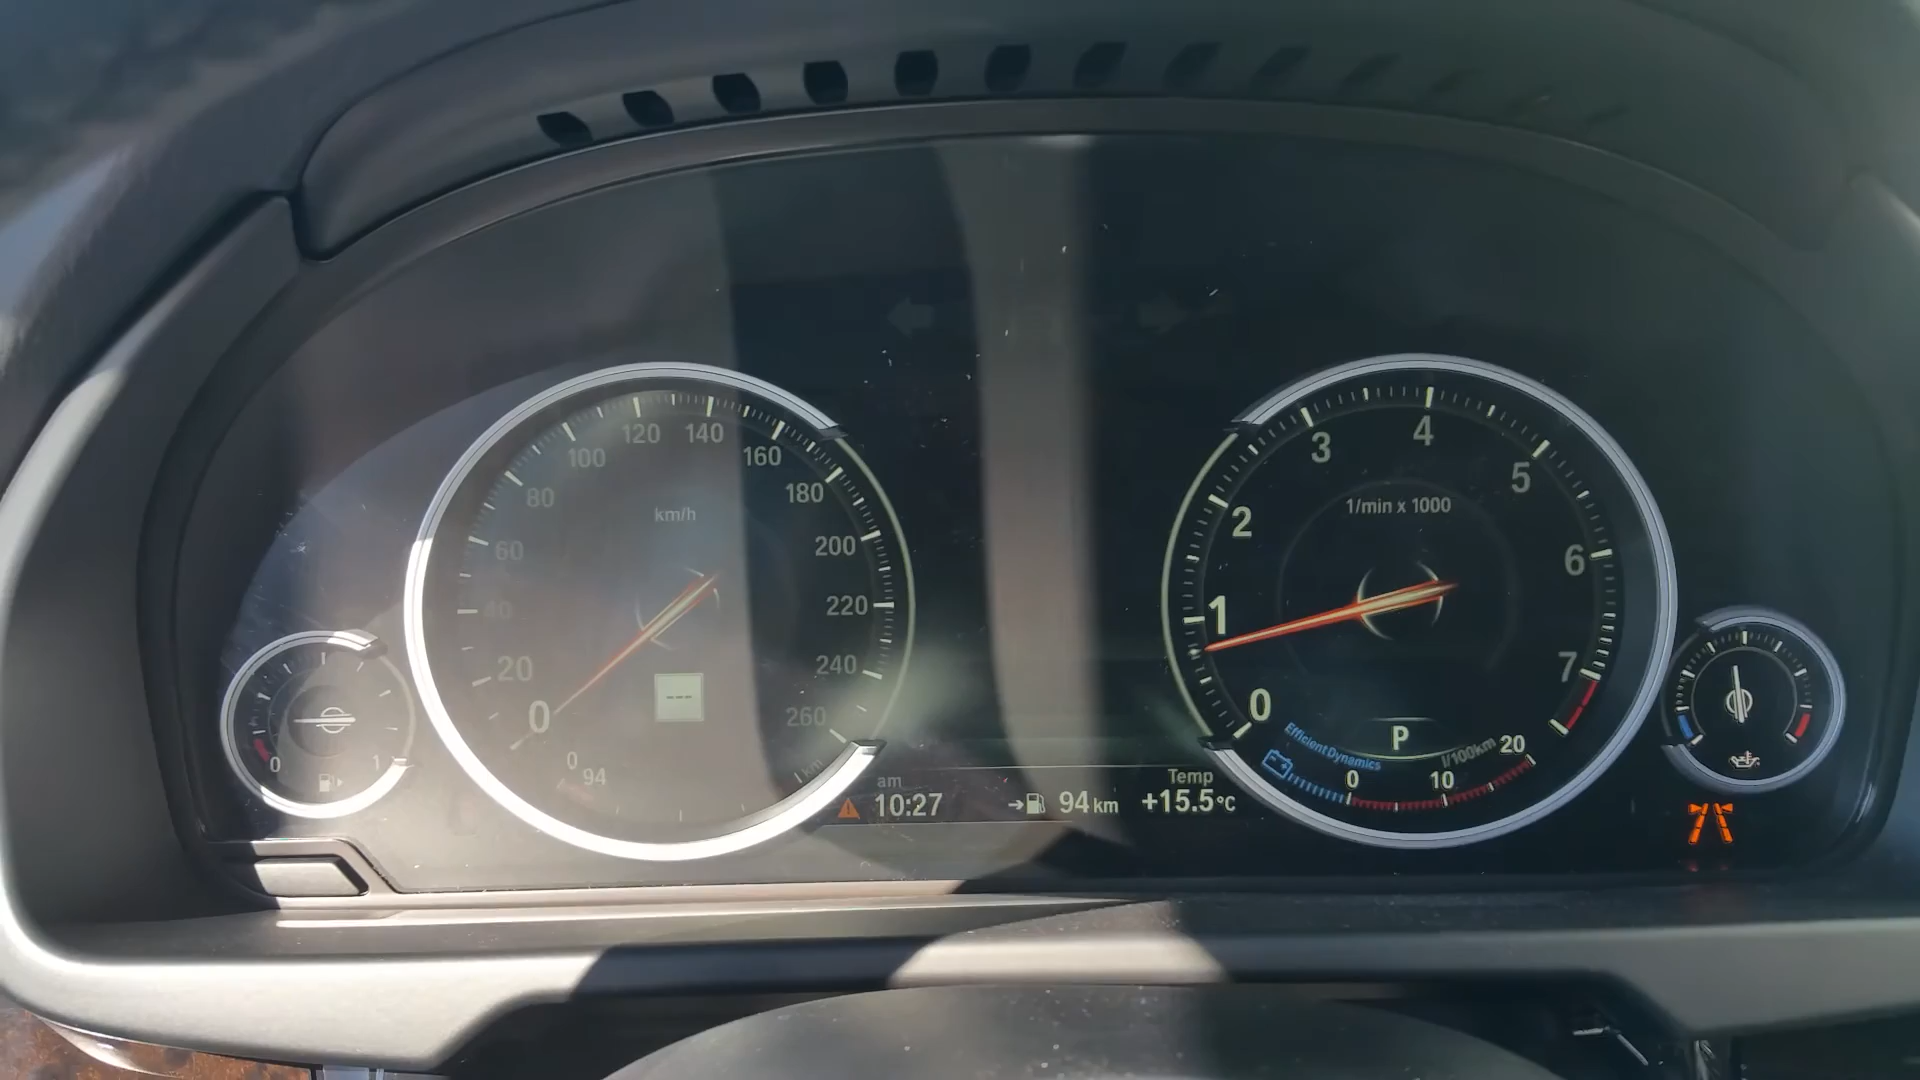 120 140
100 160
80 180
km/h
60 200
40 220
20 240
0 260
---
0 1
0
94
km
am
10:27
94 km
Temp
+15.5°C
4
3 5
1/min x 1000
2 6
1 7
0
P
Efficient Dynamics
l/100km
0 10 20